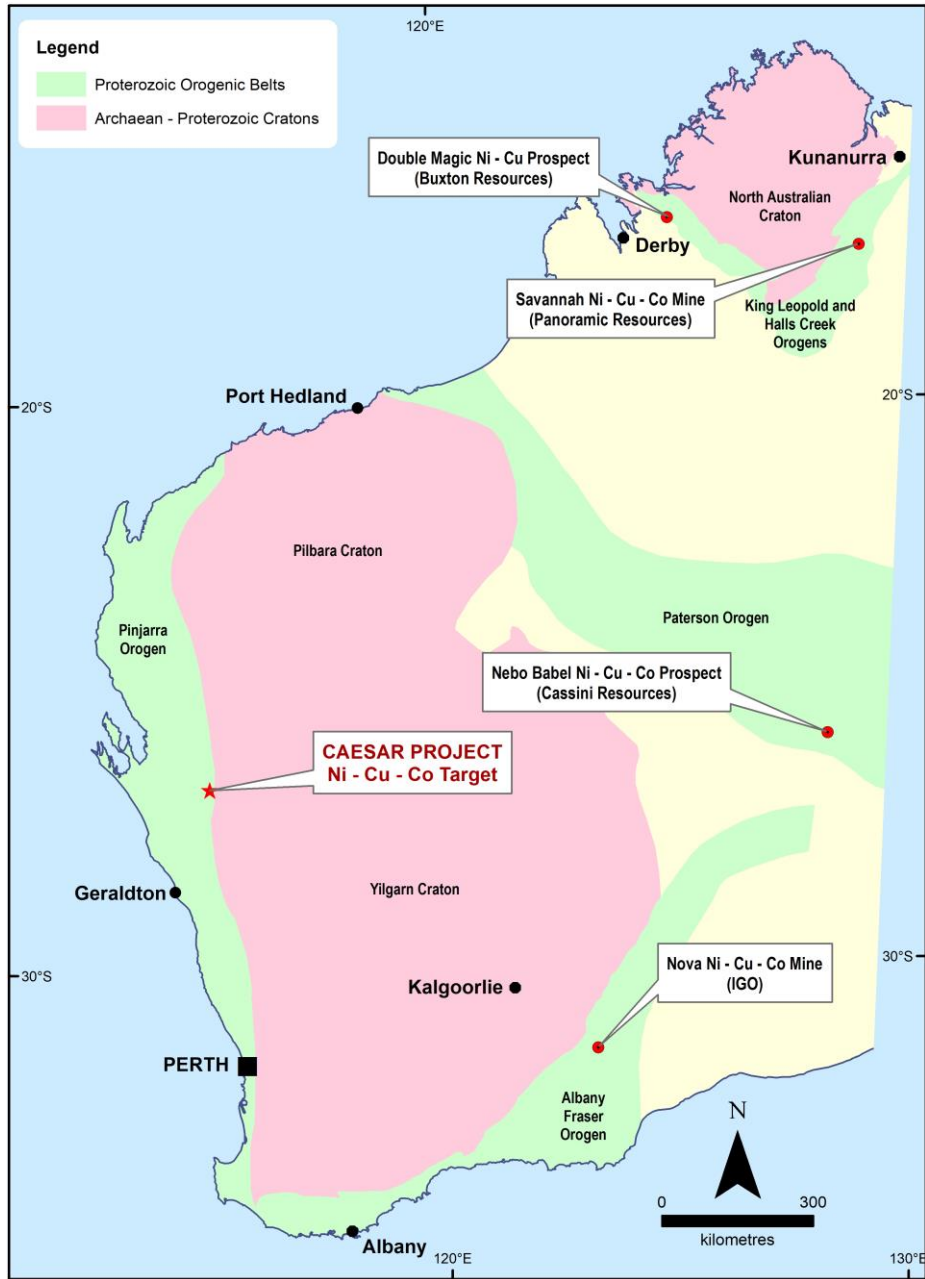 120°E
Legend
Proterozoic Orogenic Belts
Archaean - Proterozoic Cratons
Double Magic Ni - Cu Prospect
(Buxton Resources)
Kunanurra
North Australian
Craton
Derby
Savannah Ni - Cu - Co Mine
(Panoramic Resources)
King Leopold and
Halls Creek
Orogens
Port Hedland
20°S
20°S
Pilbara Craton
Pinjarra
Orogen
Paterson Orogen
Nebo Babel Ni - Cu - Co Prospect
(Cassini Resources)
CAESAR PROJECT
Ni - Cu - Co Target
Geraldton
Yilgarn Craton
30°S
30°S
Nova Ni - Cu - Co Mine
(IGO)
Kalgoorlie
PERTH
Albany
Fraser
Orogen
N
0
300
kilometres
Albany
120°E
130°E